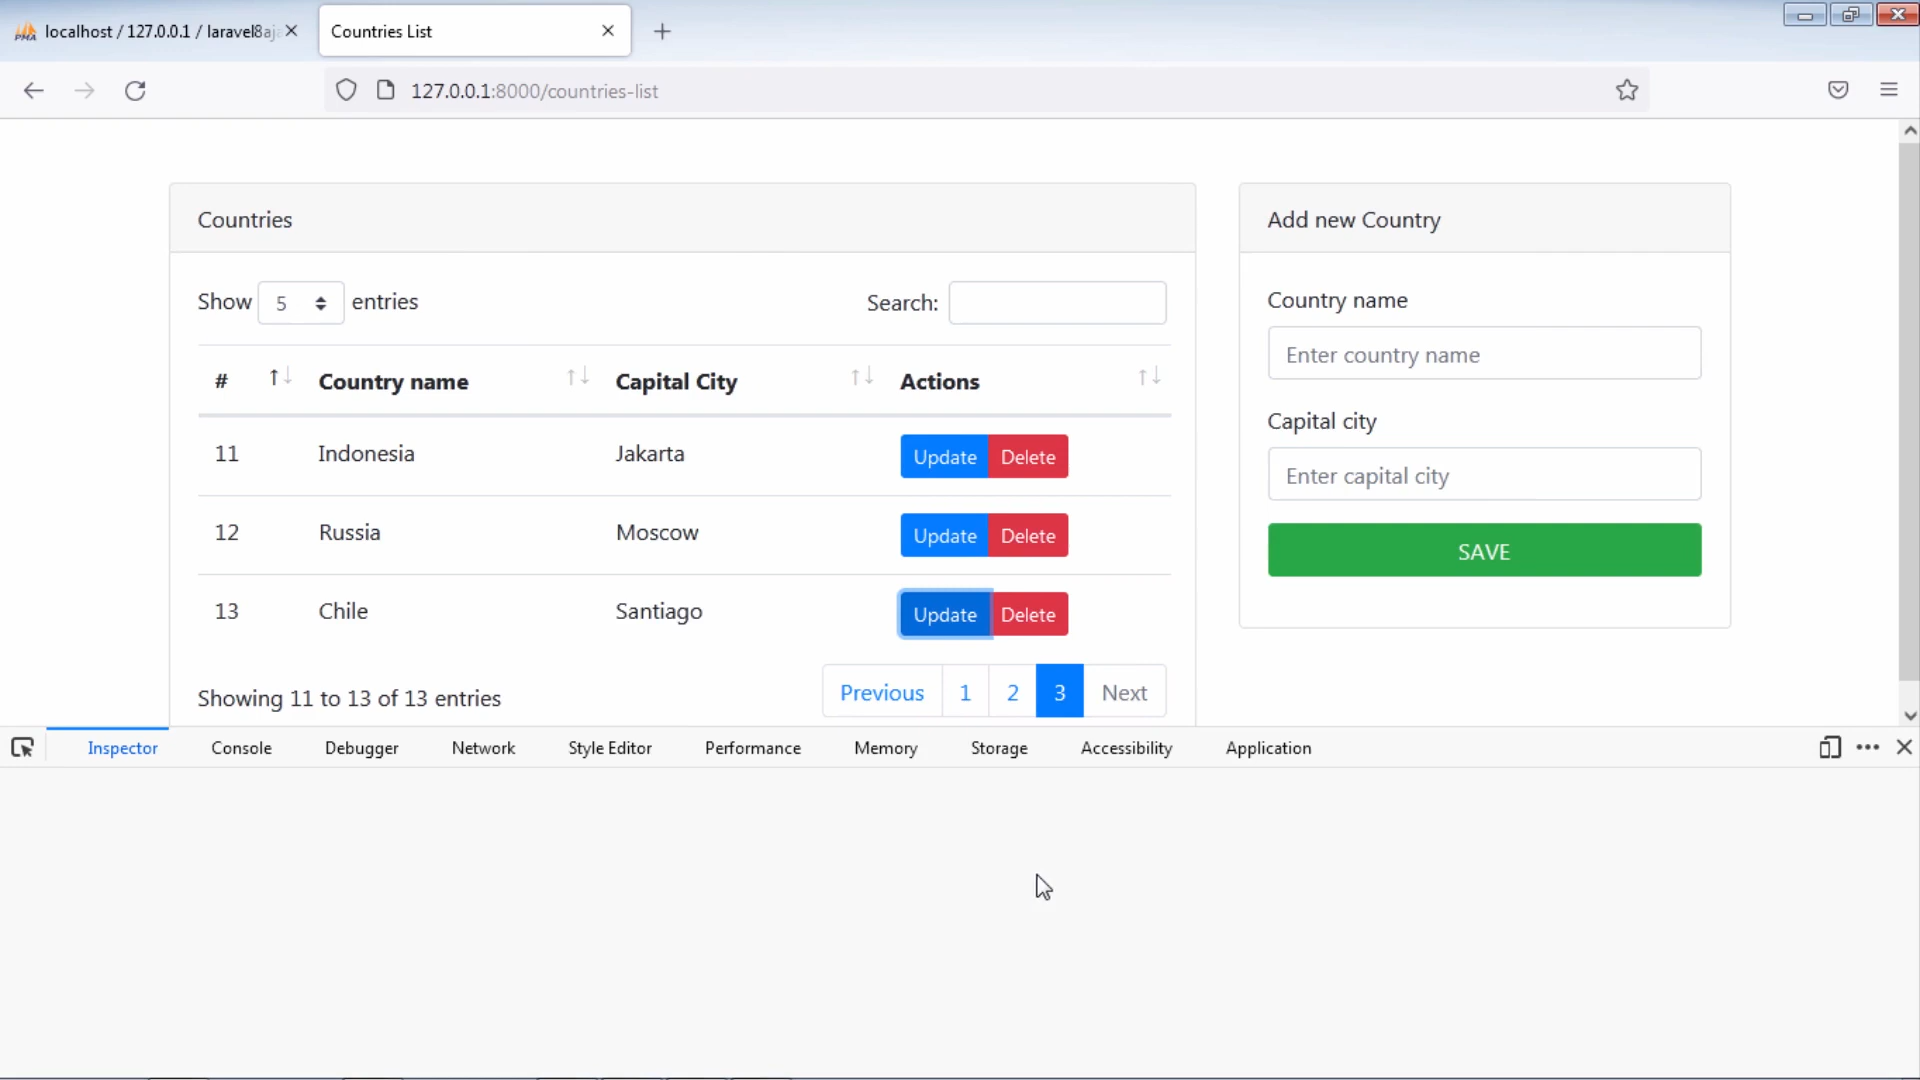 localhost / 127.0.0.1 / laravel8aj
Countries List
127.0.0.1:8000/countries-list
Countries
Show 5 entries
Search:
# Country name Capital City Actions
11 Indonesia Jakarta Update Delete
12 Russia Moscow Update Delete
13 Chile Santiago Update Delete
Showing 11 to 13 of 13 entries
Previous 1 2 3 Next
Add new Country
Country name
Enter country name
Capital city
Enter capital city
SAVE
Inspector Console Debugger Network Style Editor Performance Memory Storage Accessibility Application